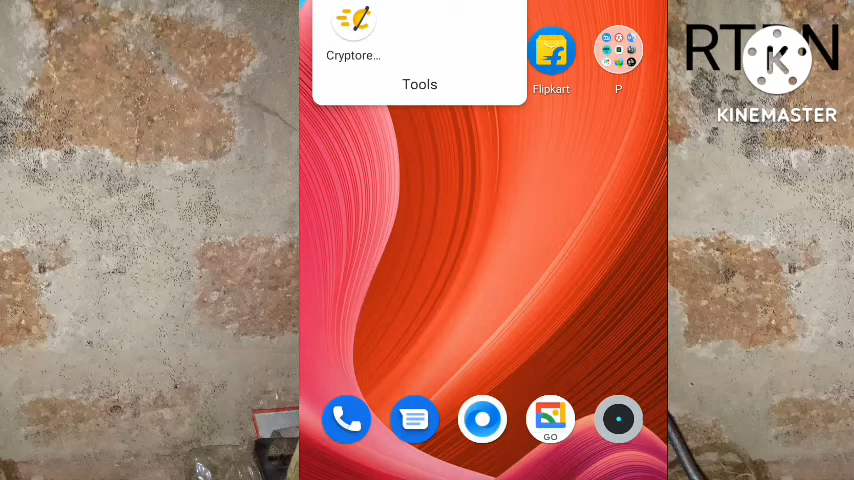 Cryptore...
Tools
Flipkart
P
GO
K
KINEMASTER